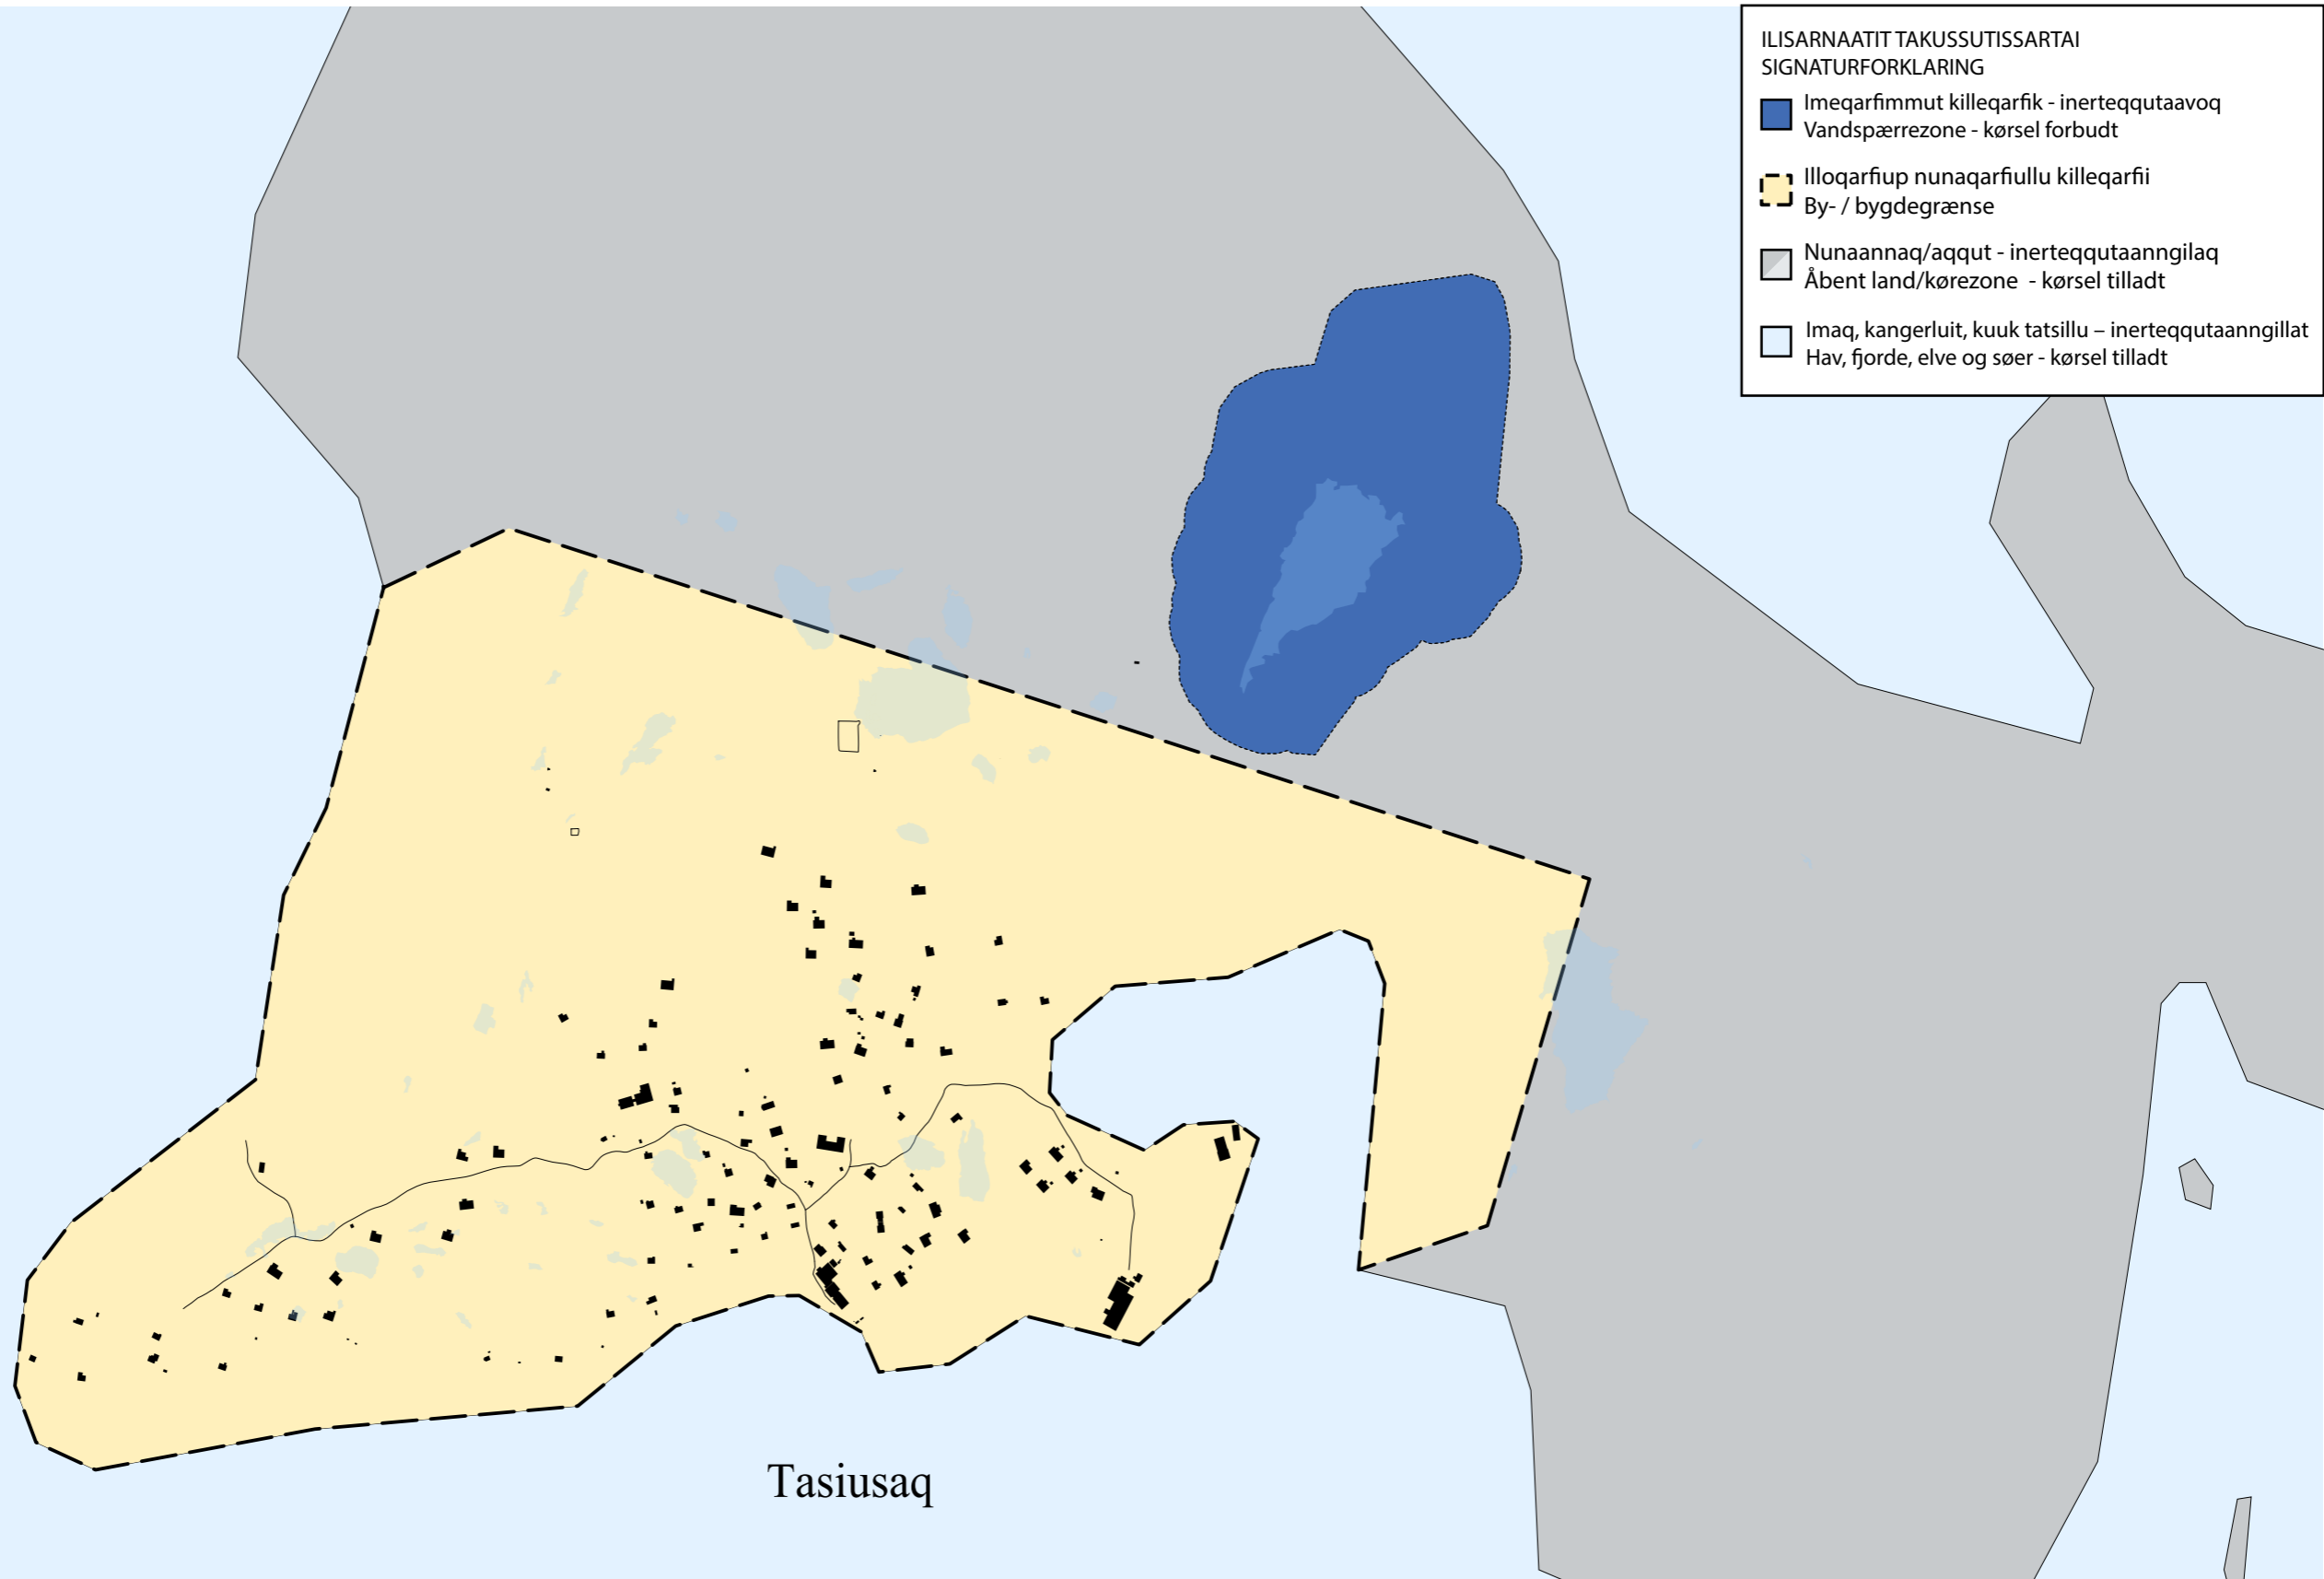 ILISARNAATIT TAKUSSUTISSARTAI
SIGNATURFORKLARING
Imeqarfimmut killeqarfik - inerteqqutaavoq
Vandspærrezone - kørsel forbudt
Illoqarfiup nunaqarfiullu killeqarfii
By- / bygdegrænse
Nunaannaq/aqqut - inerteqqutaanngilaq
Åbent land/kørezone - kørsel tilladt
Imaq, kangerluit, kuuk tatsillu – inerteqqutaanngillat
Hav, fjorde, elve og søer - kørsel tilladt
Tasiusaq